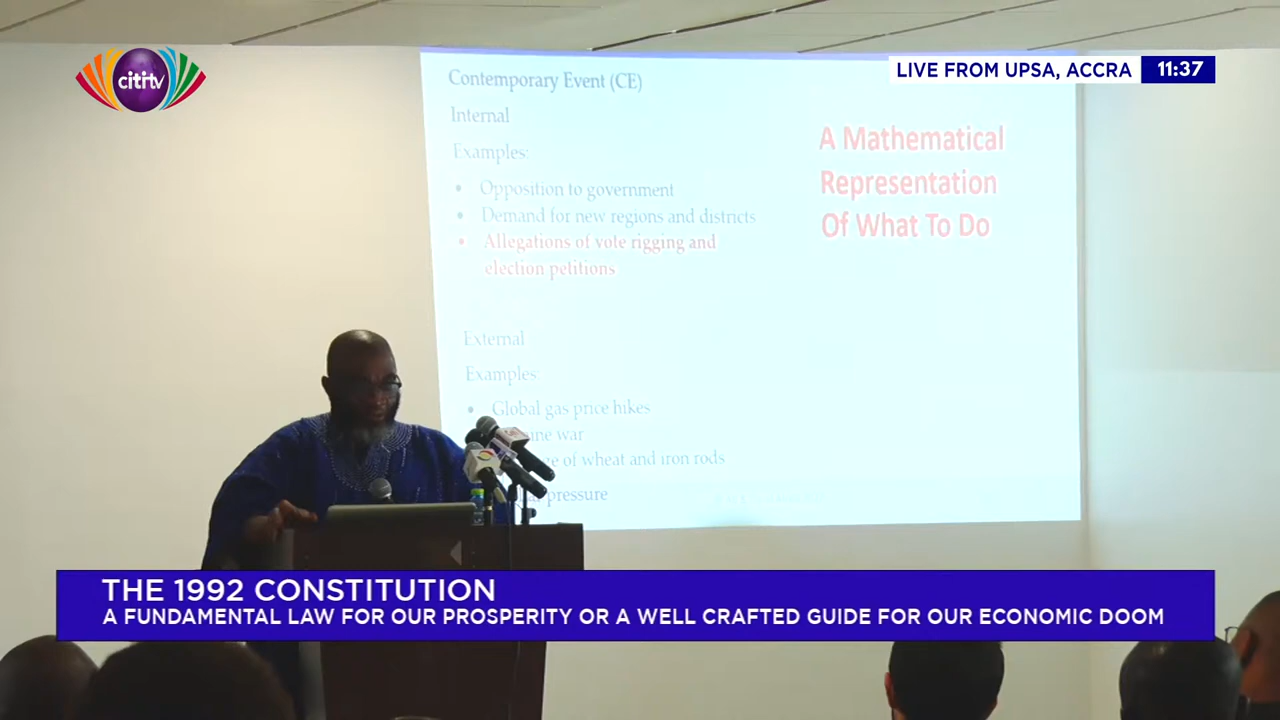 citi tv
LIVE FROM UPSA, ACCRA
11:37
Contemporary Event (CE)
Internal
Examples:
• Opposition to government
• Demand for new regions and districts
• Allegations of vote rigging and
election petitions
A Mathematical
Representation
Of What To Do
External
Examples
• Global gas price hikes
war
of wheat and iron rods
pressure
THE 1992 CONSTITUTION
A FUNDAMENTAL LAW FOR OUR PROSPERITY OR A WELL CRAFTED GUIDE FOR OUR ECONOMIC DOOM